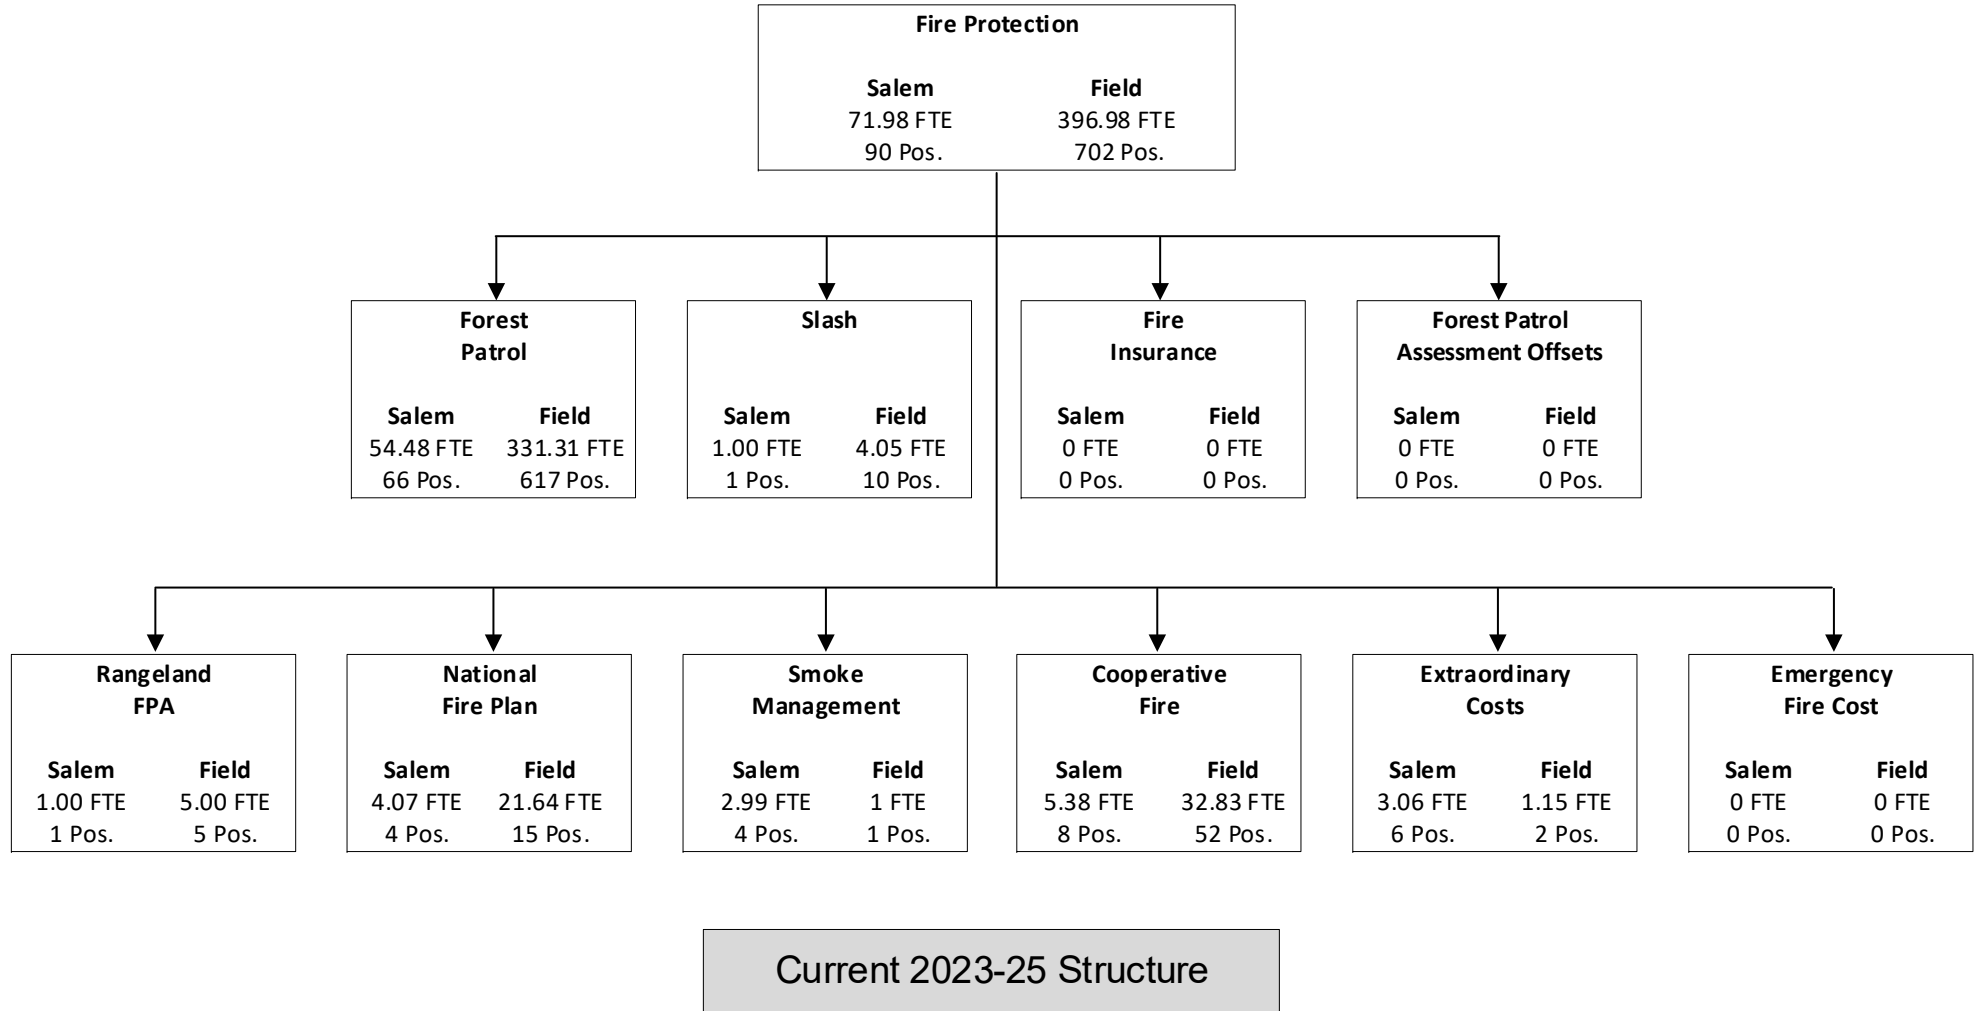 Fire Protection
Salem Field
71.98 FTE 396.98 FTE
90 Pos. 702 Pos.
Forest
Patrol
Salem Field
54.48 FTE 331.31 FTE
66 Pos. 617 Pos.
Slash
Salem Field
1.00 FTE 4.05 FTE
1 Pos. 10 Pos.
Fire
Insurance
Salem Field
0 FTE 0 FTE
0 Pos. 0 Pos.
Forest Patrol
Assessment Offsets
Salem Field
0 FTE 0 FTE
0 Pos. 0 Pos.
Rangeland
FPA
Salem Field
1.00 FTE 5.00 FTE
1 Pos. 5 Pos.
National
Fire Plan
Salem Field
4.07 FTE 21.64 FTE
4 Pos. 15 Pos.
Smoke
Management
Salem Field
2.99 FTE 1 FTE
4 Pos. 1 Pos.
Cooperative
Fire
Salem Field
5.38 FTE 32.83 FTE
8 Pos. 52 Pos.
Extraordinary
Costs
Salem Field
3.06 FTE 1.15 FTE
6 Pos. 2 Pos.
Emergency
Fire Cost
Salem Field
0 FTE 0 FTE
0 Pos. 0 Pos.
Current 2023-25 Structure